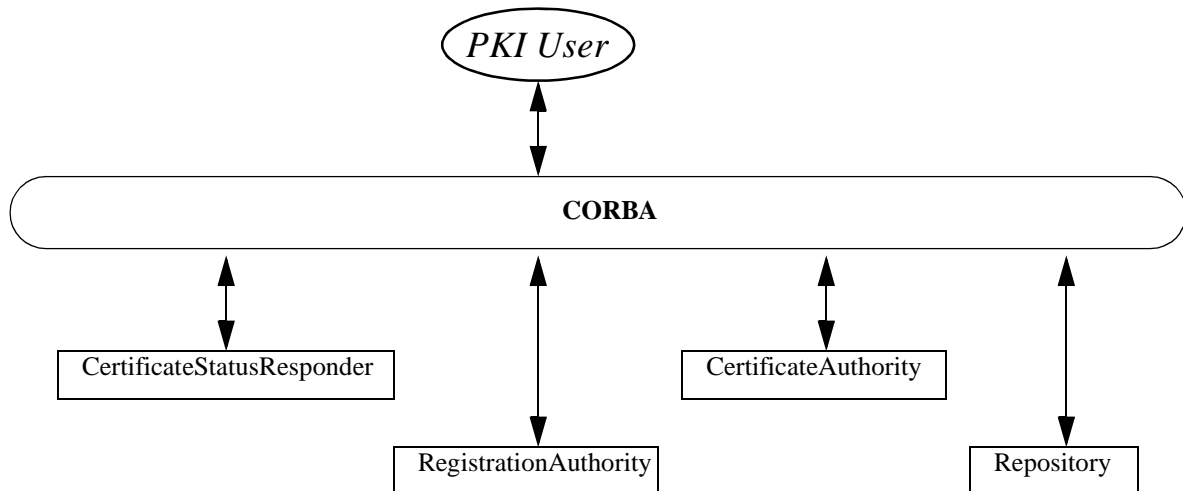 PKI User
CORBA
CertificateStatusResponder
CertificateAuthority
RegistrationAuthority
Repository